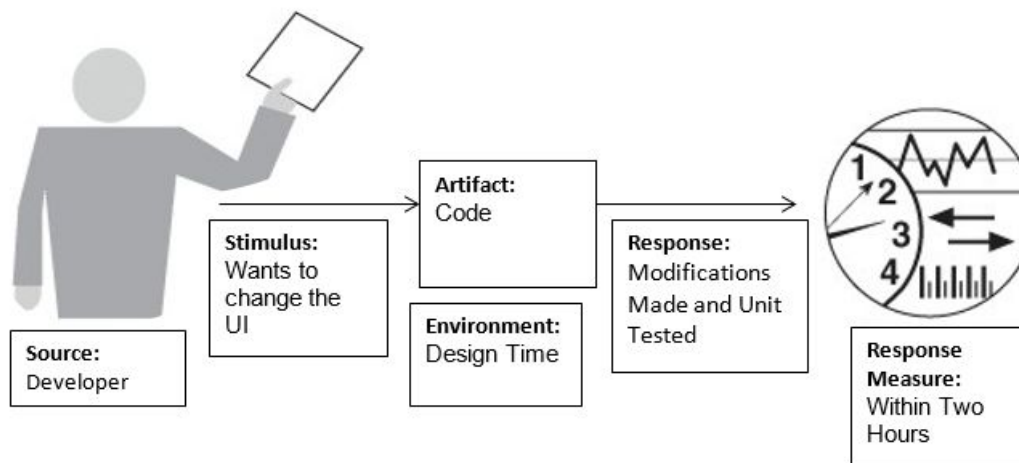 Source:
Developer
Stimulus:
Wants to
change the
UI
Artifact:
Code
Environment:
Design Time
Response:
Modifications
Made and Unit
Tested
1
2
3
4
Response
Measure:
Within Two
Hours